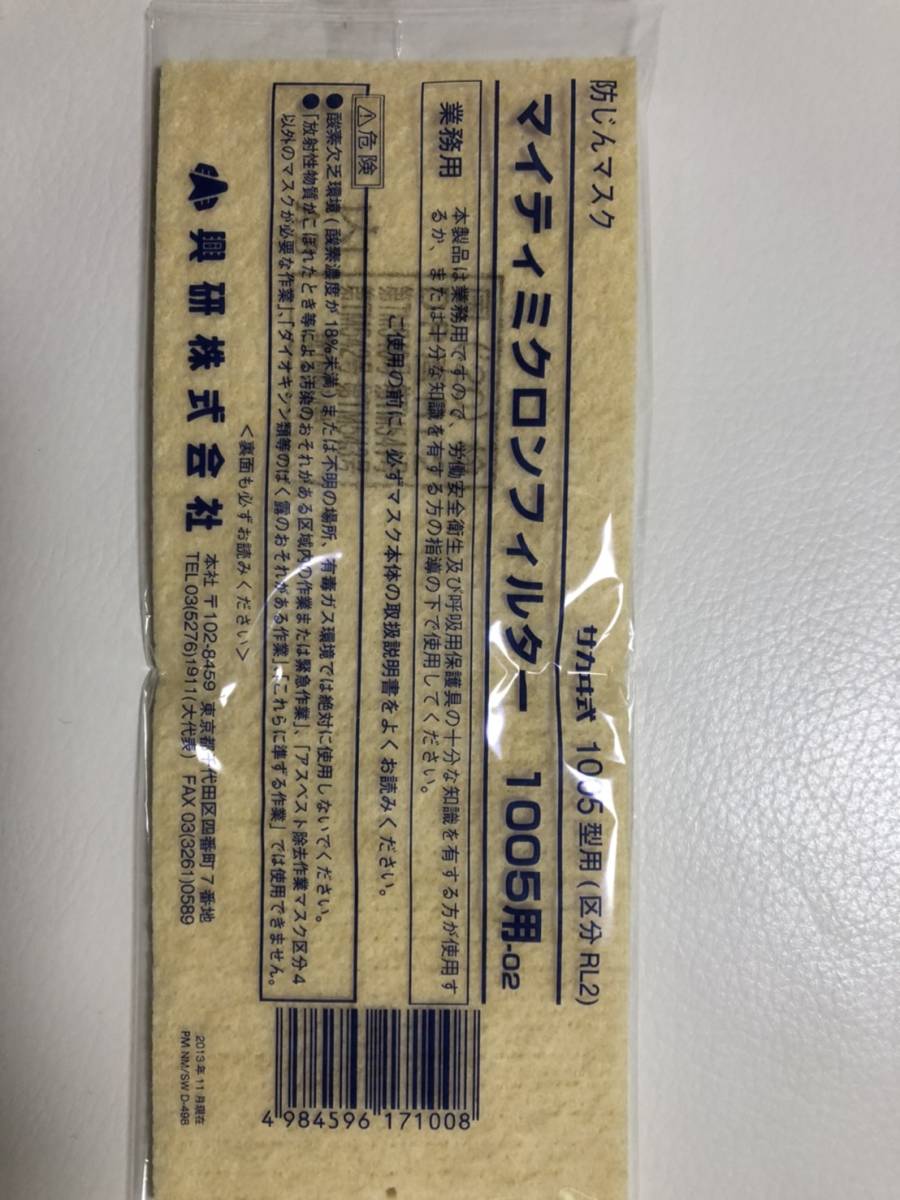 防じんマスク
サカヰ式 1005型用 (区分 RL2)
マイティミクロンフィルター 1005用-02
業務用
本製品は業務用ですので、労働安全衛生及び呼吸用保護具の十分な知識を有する方が使用す
るか、または十分な知識を有する方の指導の下で使用してください。
ご使用の前に、必ずマスク本体の取扱説明書をよくお読みください。
⚠危険
●酸素欠乏環境(酸素濃度が18%未満)または不明の場所、有毒ガス環境では絶対に使用しないでください。
●「放射性物質がこぼれたとき等による汚染のおそれがある区域内の作業または緊急作業」、「アスベスト除去作業マスク区分4
以外のマスクが必要な作業」、「ダイオキシン類等のばく露のおそれがある作業」、「これらに準ずる作業」では使用できません。
<裏面も必ずお読みください>
興研株式会社
本社 〒102-8459 東京都千代田区四番町7番地
TEL03(5276)1911(大代表) FAX 03(3261)0589
2013年11月現在
PM NM/SW D-498
4 984596 171008